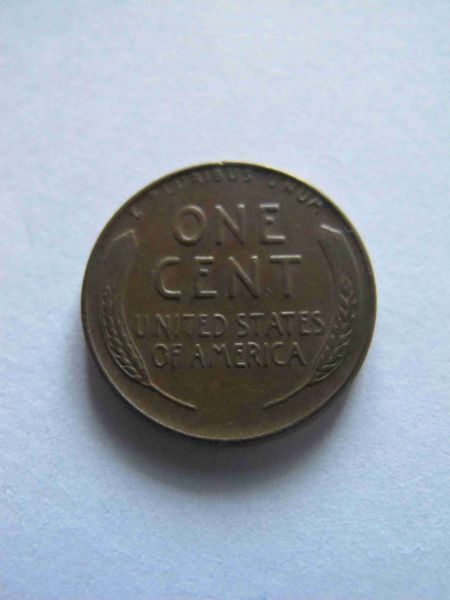 E PLURIBUS UNUM
ONE
CENT
UNITED STATES
OF AMERICA